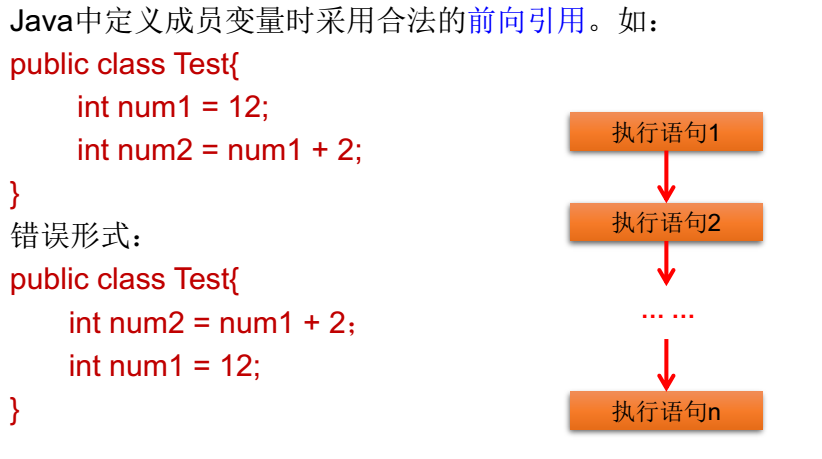 Java中定义成员变量时采用合法的前向引用。如：
public class Test{
int num1 = 12;
int num2 = num1 + 2;
}
错误形式：
public class Test{
int num2 = num1 + 2；
int num1 = 12;
}
执行语句1
执行语句2
... ...
执行语句n